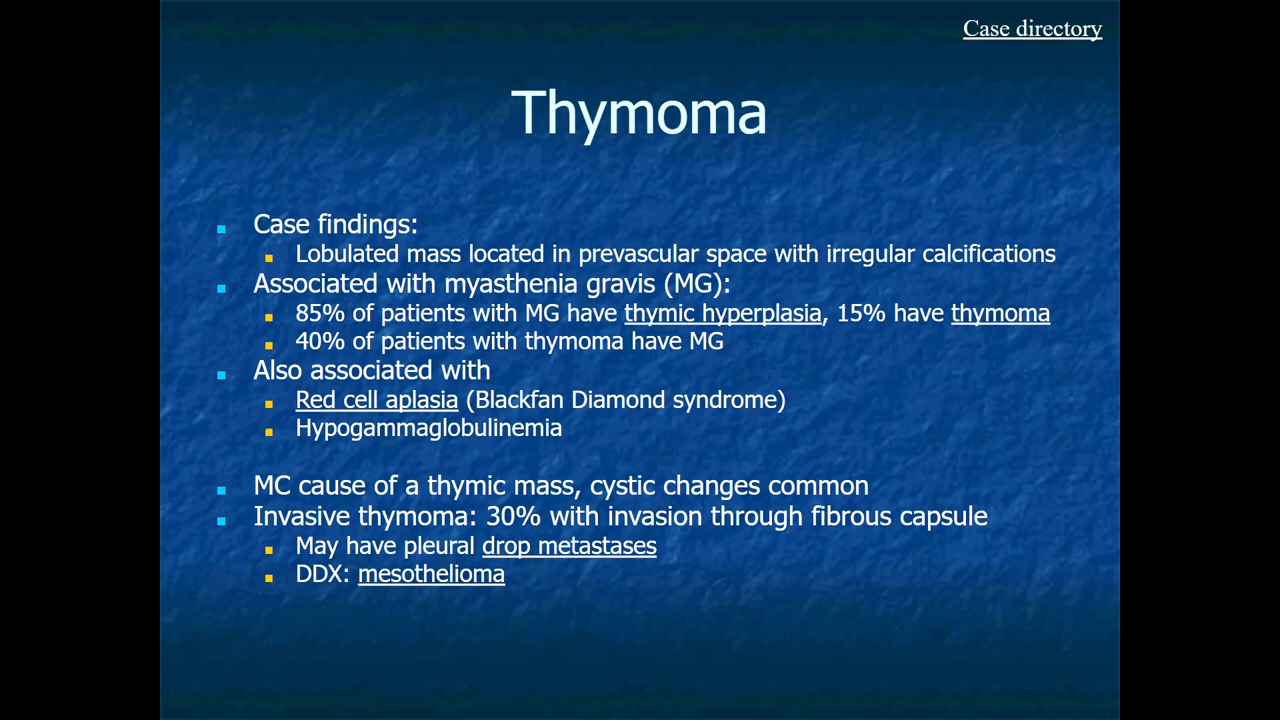 Case directory
Thymoma
Case findings:
Lobulated mass located in prevascular space with irregular calcifications
Associated with myasthenia gravis (MG):
85% of patients with MG have thymic hyperplasia, 15% have thymoma
40% of patients with thymoma have MG
Also associated with
Red cell aplasia (Blackfan Diamond syndrome)
Hypogammaglobulinemia
MC cause of a thymic mass, cystic changes common
Invasive thymoma: 30% with invasion through fibrous capsule
May have pleural drop metastases
DDX: mesothelioma